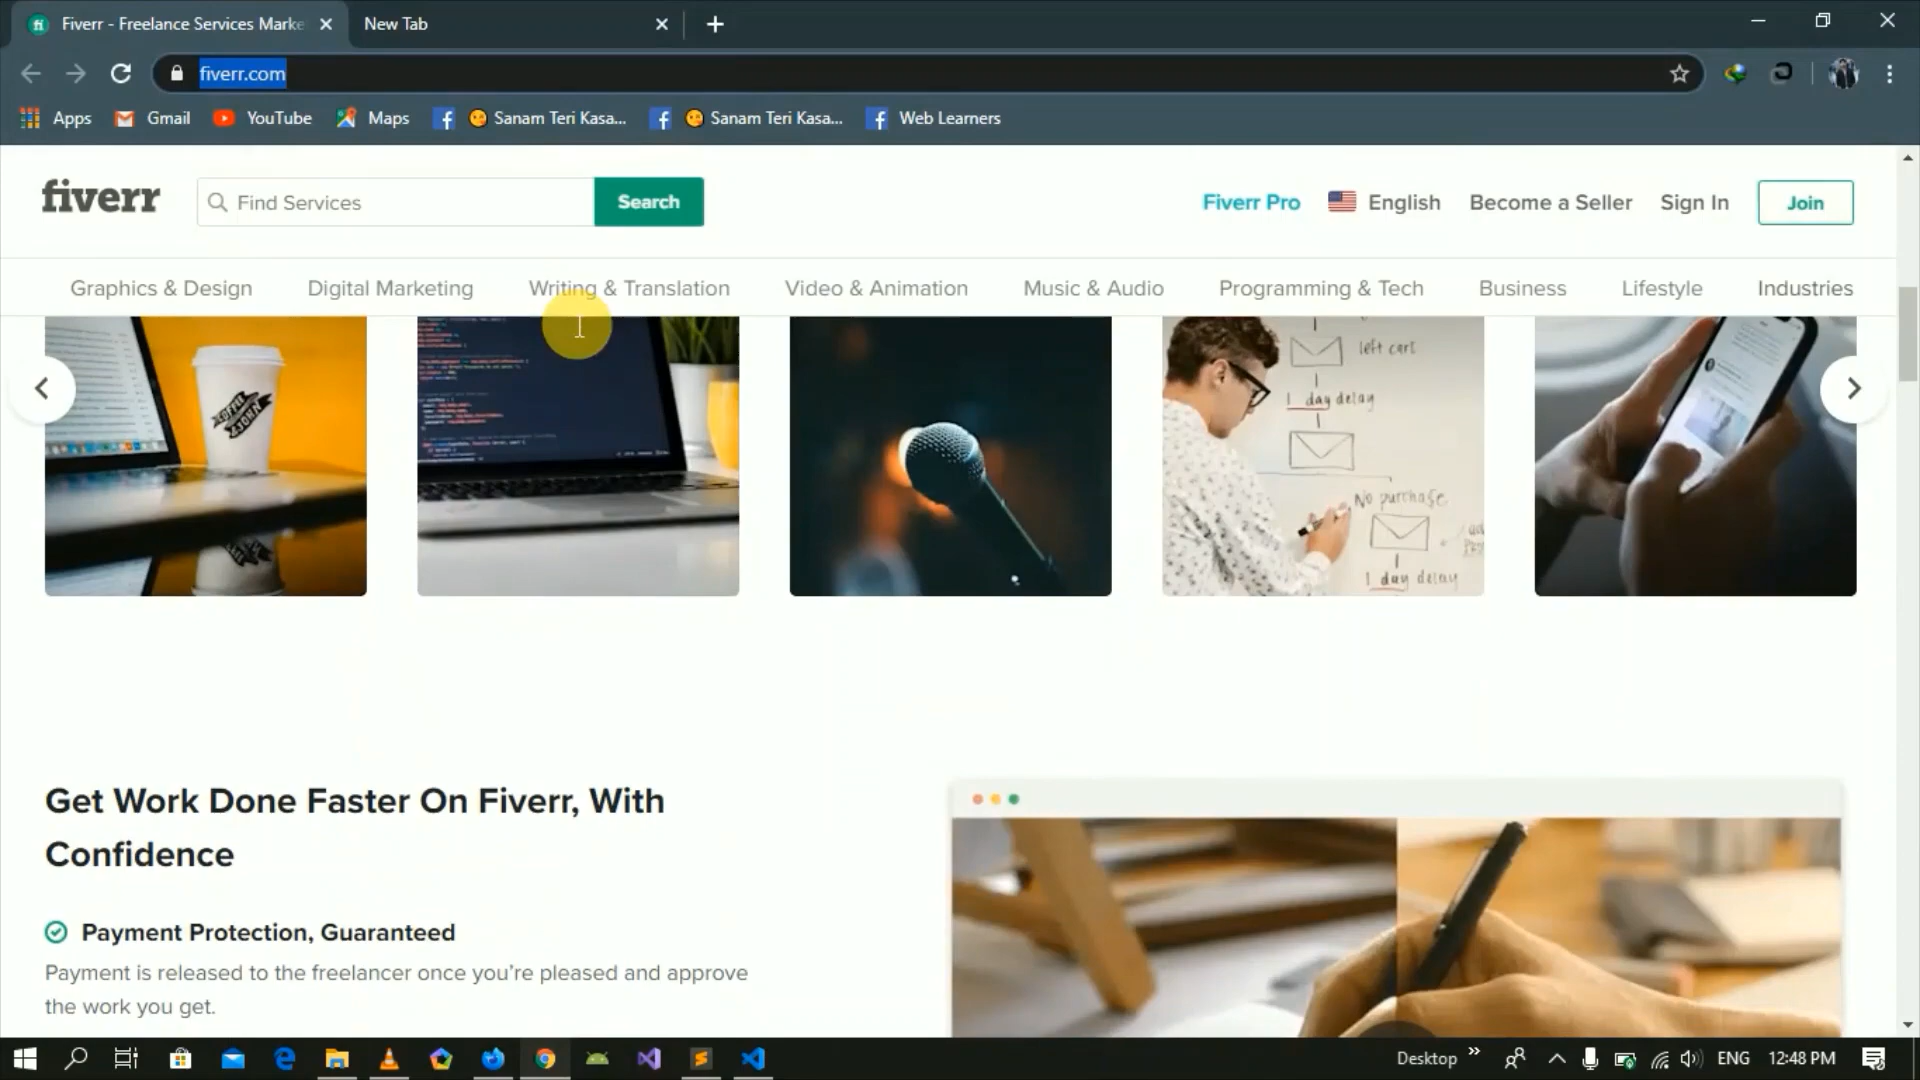 Fiverr - Freelance Services Marke
New Tab
fiverr.com
Apps
Gmail
YouTube
Maps
Sanam Teri Kasa...
Sanam Teri Kasa...
Web Learners
fiverr
Find Services
Search
Fiverr Pro
English
Become a Seller
Sign In
Join
Graphics & Design
Digital Marketing
Writing & Translation
Video & Animation
Music & Audio
Programming & Tech
Business
Lifestyle
Industries
COFFEE
&JOHN
left cart
1 day delay
No purchase
1 day delay
Get Work Done Faster On Fiverr, With
Confidence
Payment Protection, Guaranteed
Payment is released to the freelancer once you're pleased and approve
the work you get.
Desktop
ENG
12:48 PM